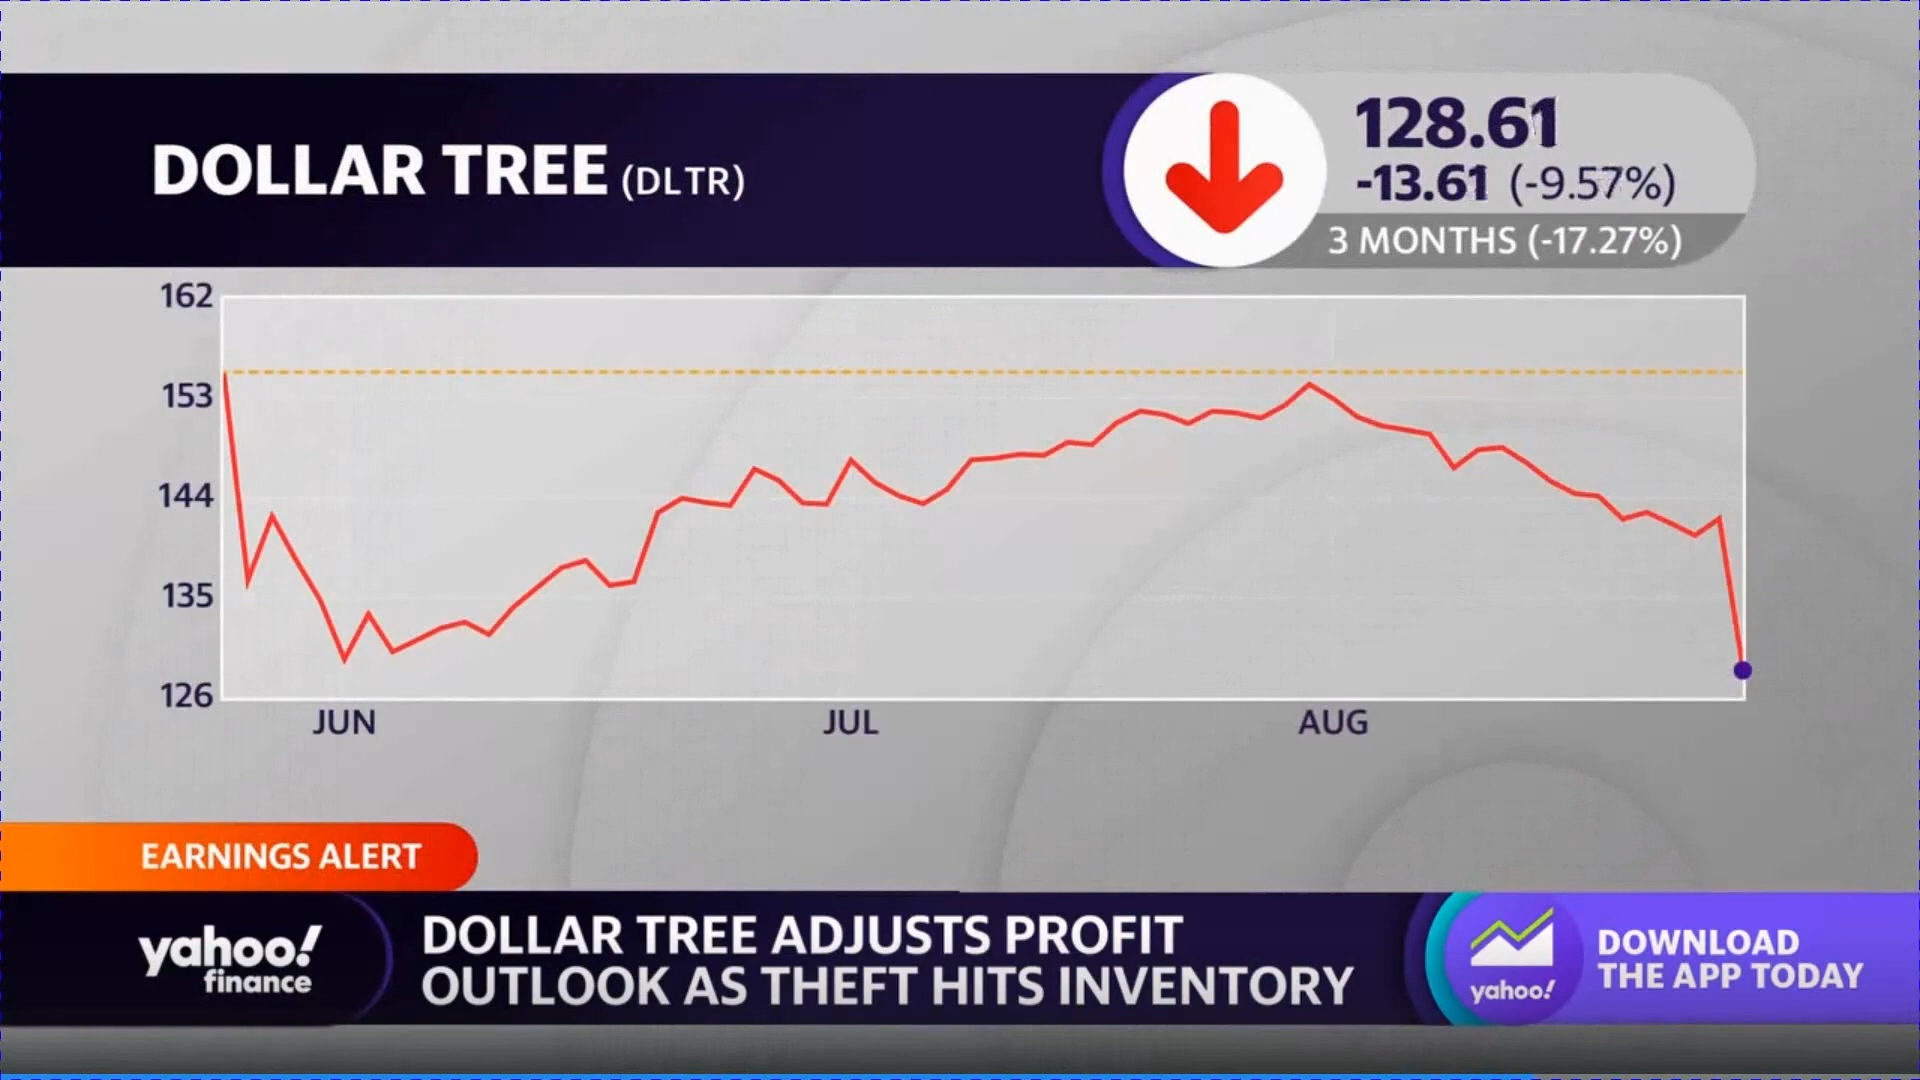 DOLLAR TREE (DLTR)
128.61
-13.61 (-9.57%)
3 MONTHS (-17.27%)
162
153
144
135
126
JUN JUL AUG
EARNINGS ALERT
yahoo!
finance
DOLLAR TREE ADJUSTS PROFIT
OUTLOOK AS THEFT HITS INVENTORY
yahoo!
DOWNLOAD
THE APP TODAY